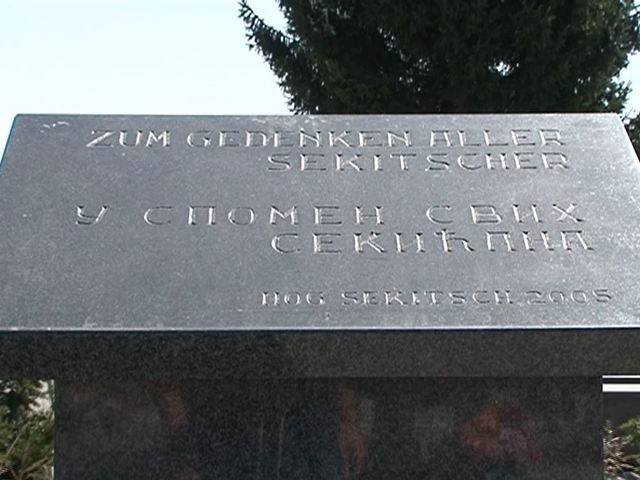 ZUM GEDENKEN ALLER
SEKITSCHER
У СПОМЕН СВИХ
СЕКИЋАНА
HOG SEKITSCH 2005